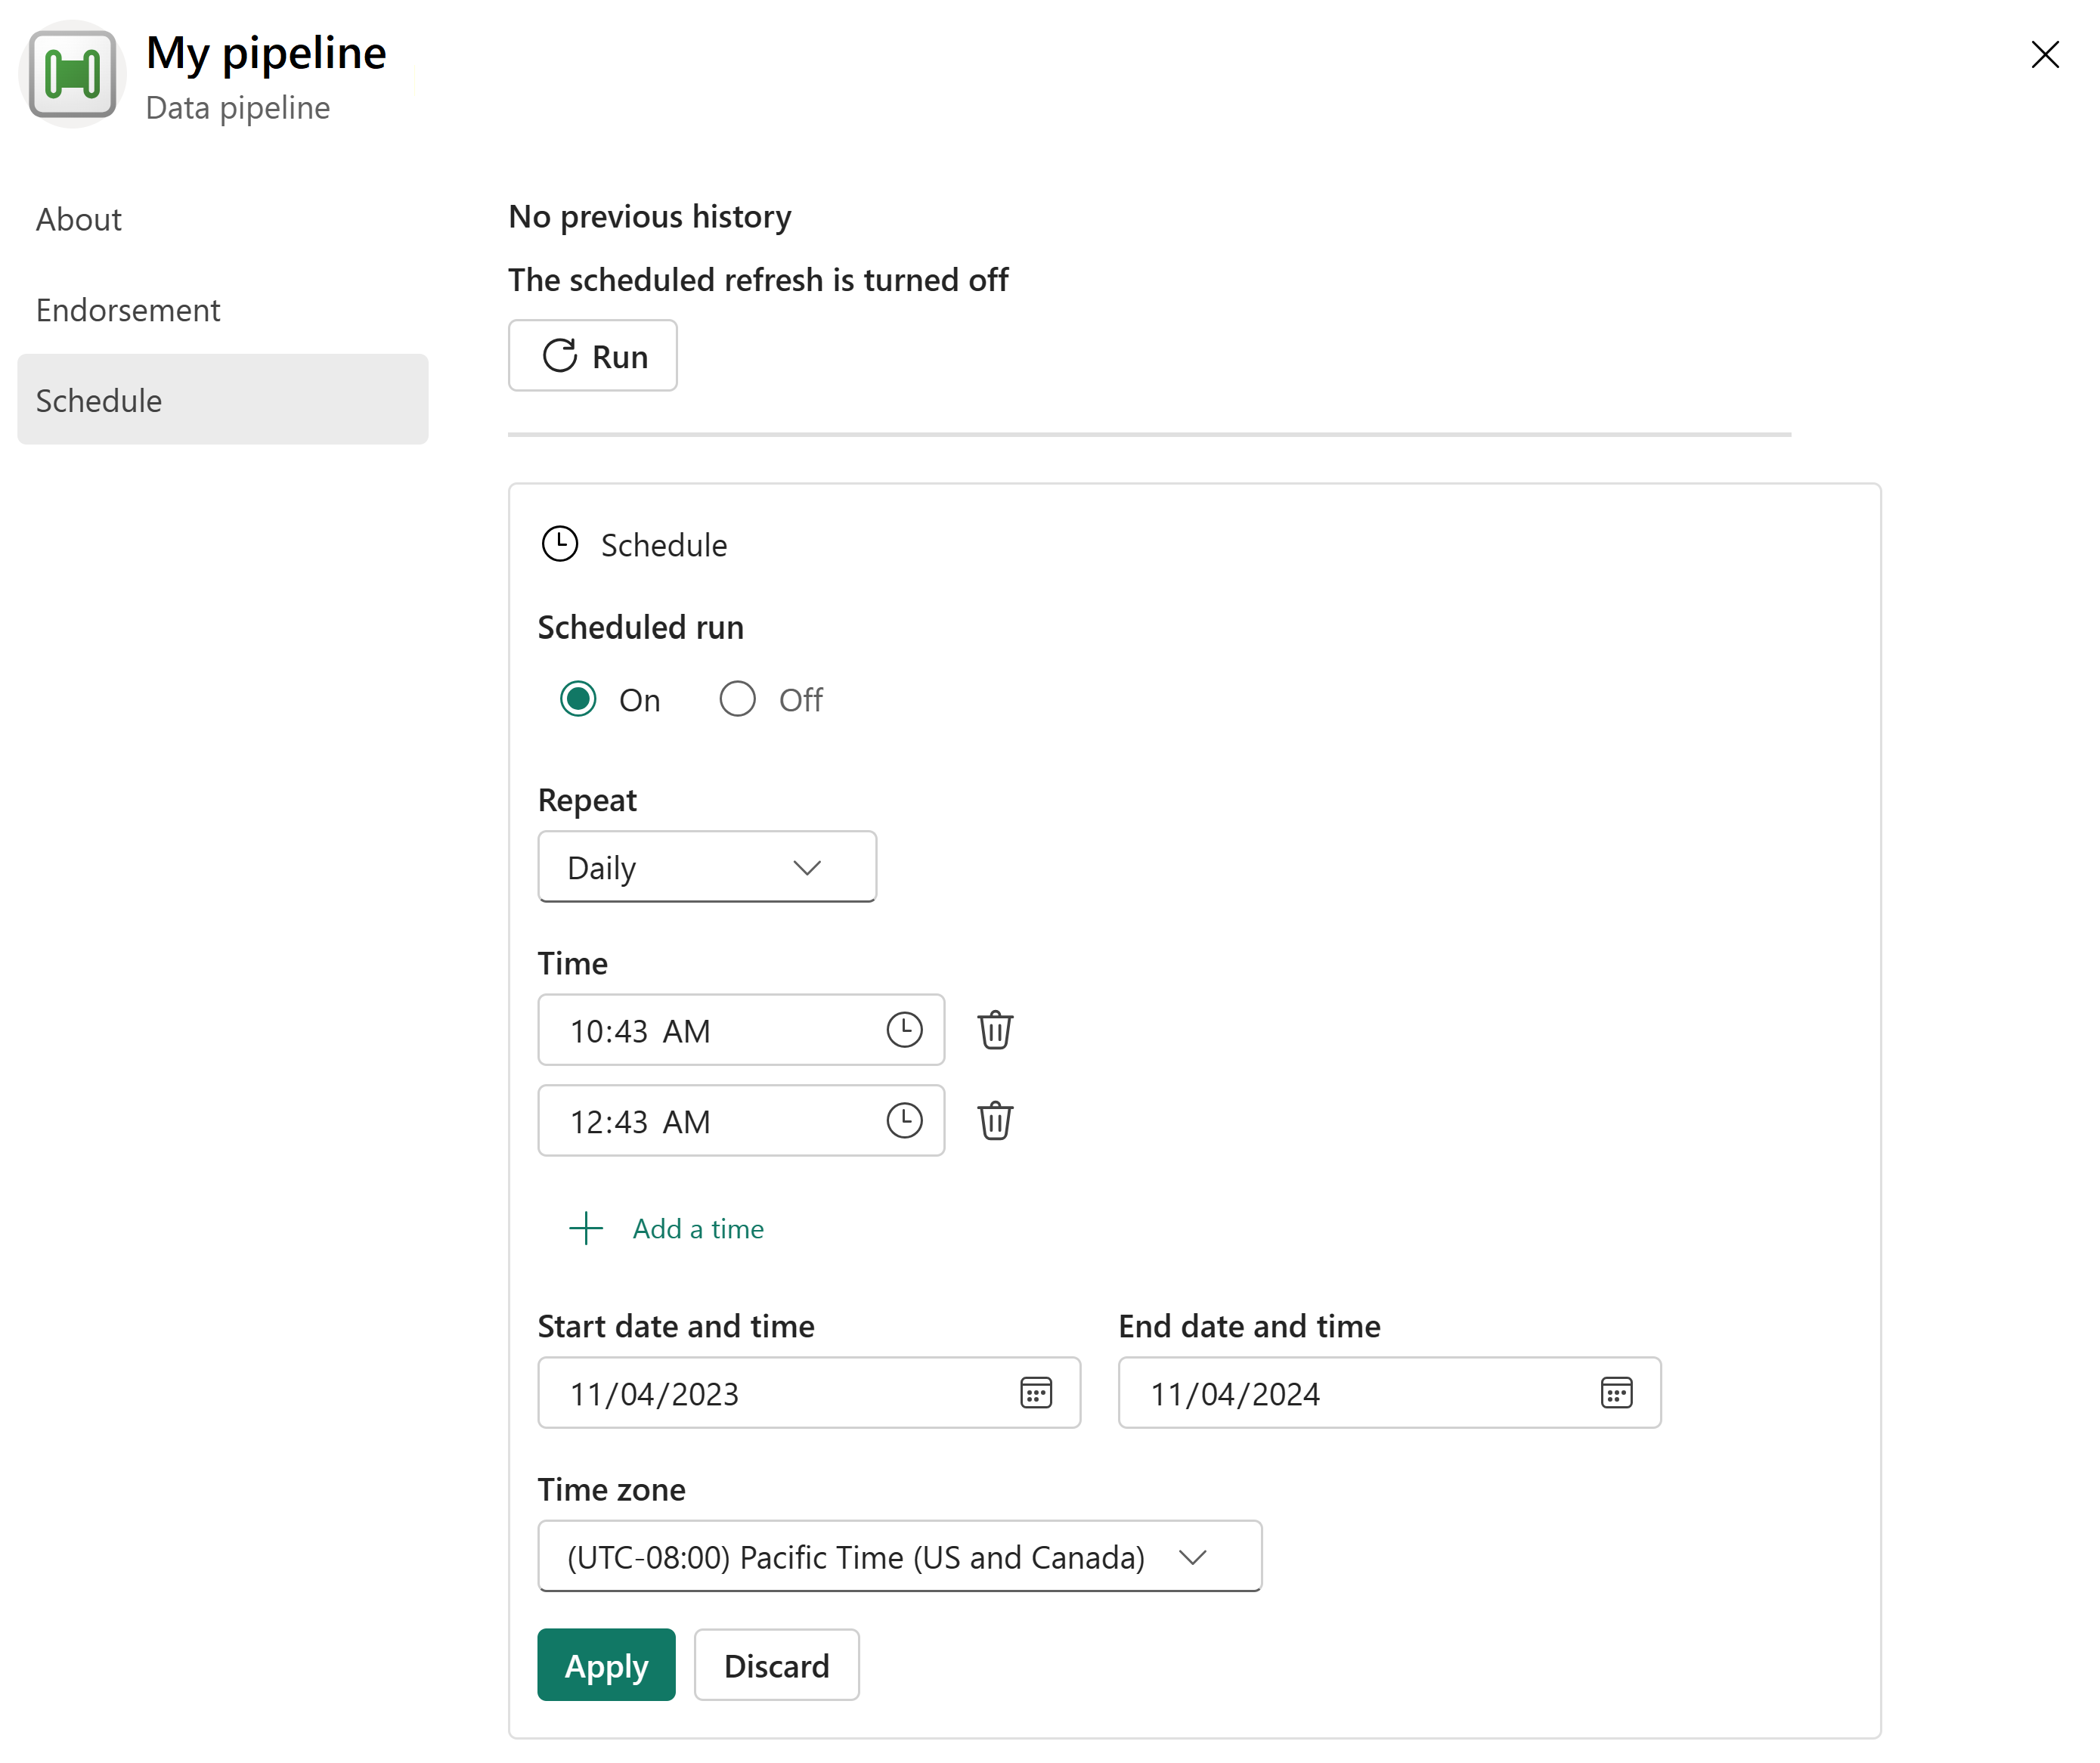 My pipeline
Data pipeline
About
Endorsement
Schedule
No previous history
The scheduled refresh is turned off
Run
Schedule
Scheduled run
On Off
Repeat
Daily
Time
10:43 AM
12:43 AM
Add a time
Start date and time End date and time
11/04/2023 11/04/2024
Time zone
(UTC-08:00) Pacific Time (US and Canada)
Apply Discard